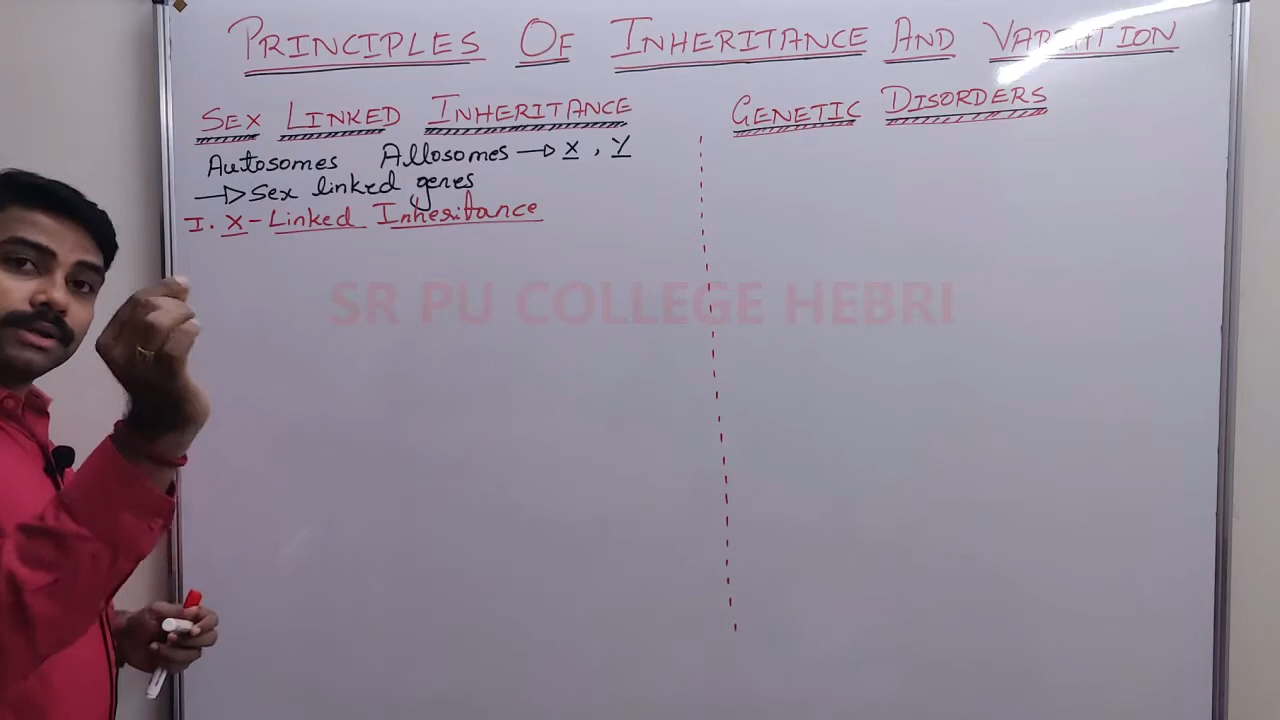 PRINCIPLES OF INHERITANCE AND VARIATION
SEX LINKED INHERITANCE
Autosomes Allosomes → X, Y
→ Sex linked genes
I. X-Linked Inheritance
GENETIC DISORDERS
SR PU COLLEGE HEBRI